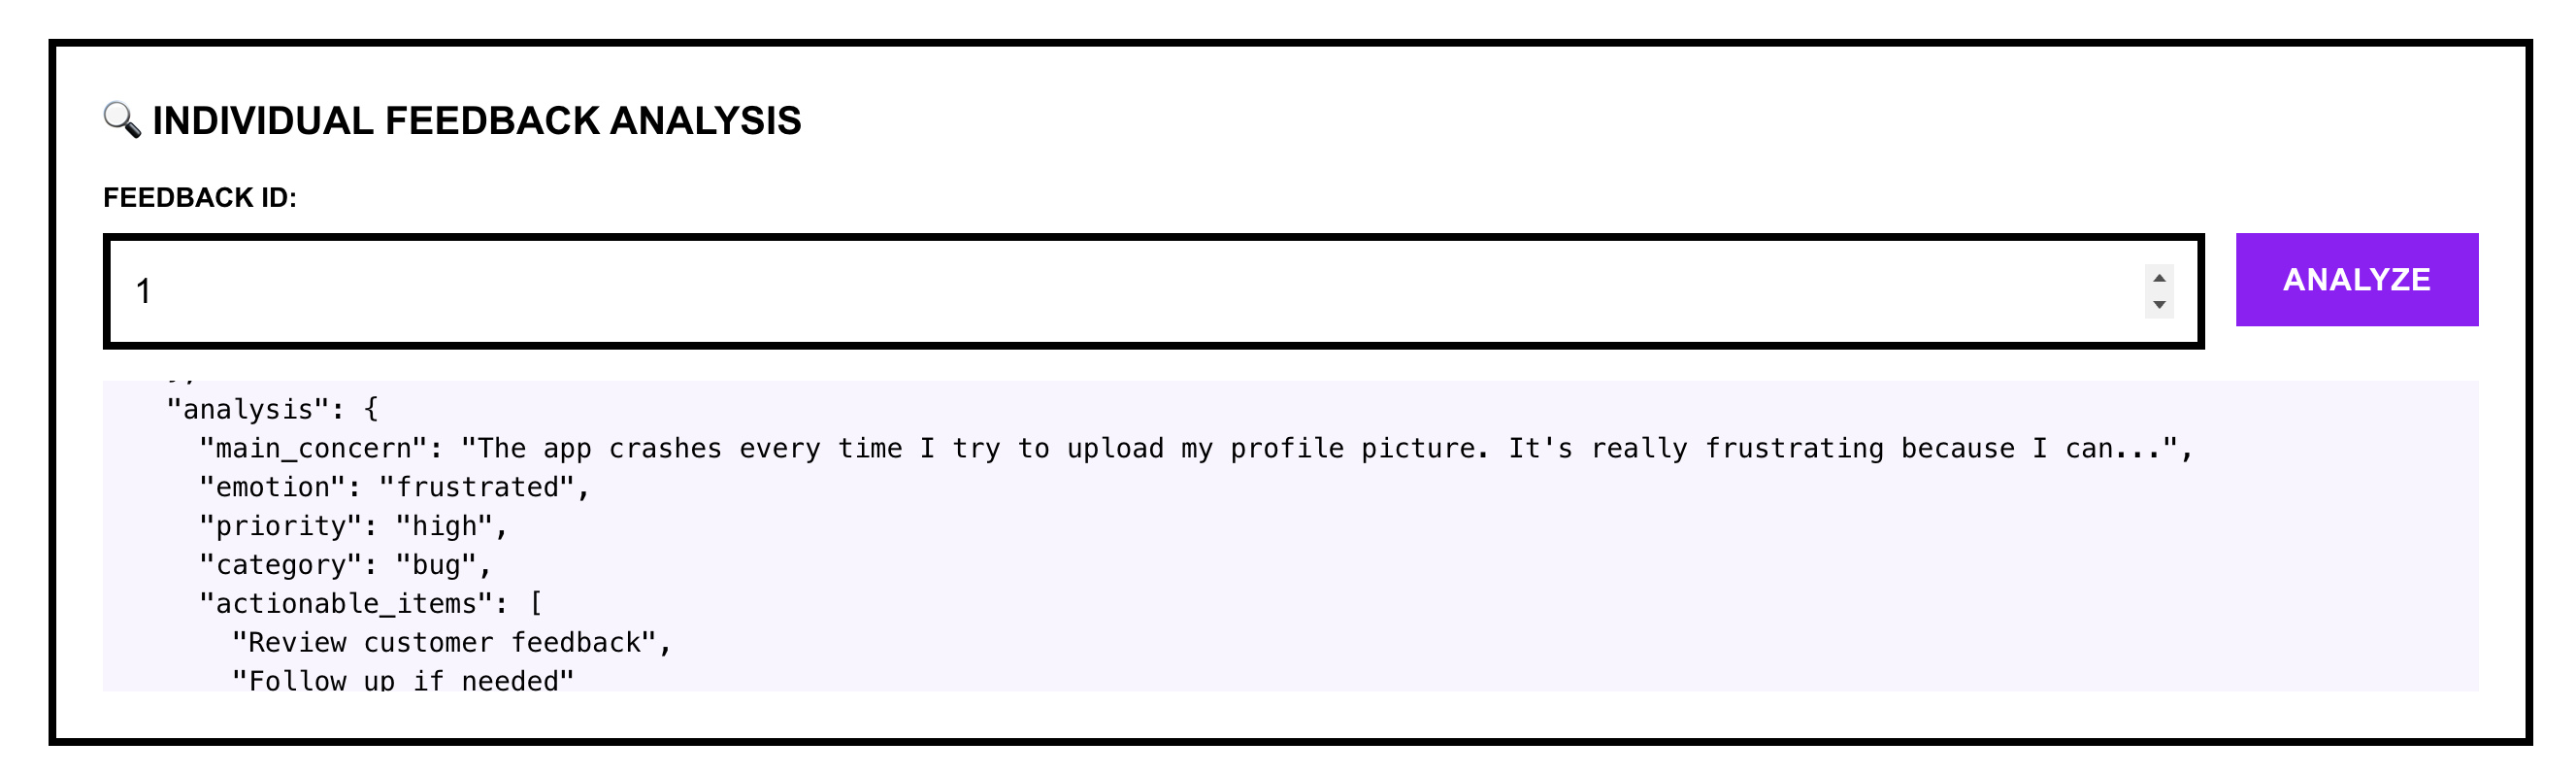 🔍 INDIVIDUAL FEEDBACK ANALYSIS
FEEDBACK ID:
1
ANALYZE
"analysis": {
"main_concern": "The app crashes every time I try to upload my profile picture. It's really frustrating because I can...",
"emotion": "frustrated",
"priority": "high",
"category": "bug",
"actionable_items": [
"Review customer feedback",
"Follow up if needed"